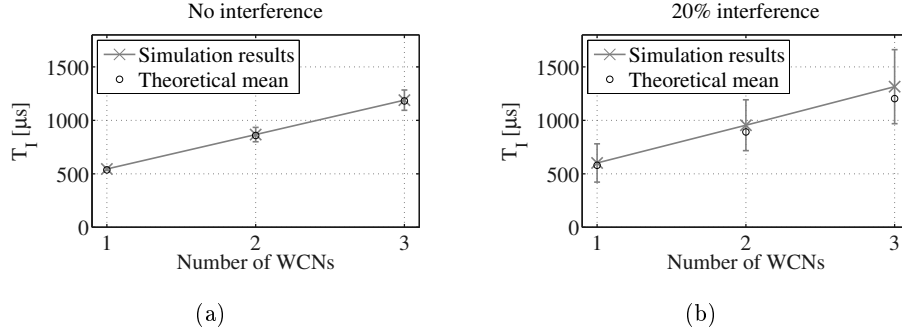 No interference
1500
1000
500
0
T_I [µs]
Simulation results
Theoretical mean
1 2 3
Number of WCNs
(a)
20% interference
1500
1000
500
0
T_I [µs]
Simulation results
Theoretical mean
1 2 3
Number of WCNs
(b)